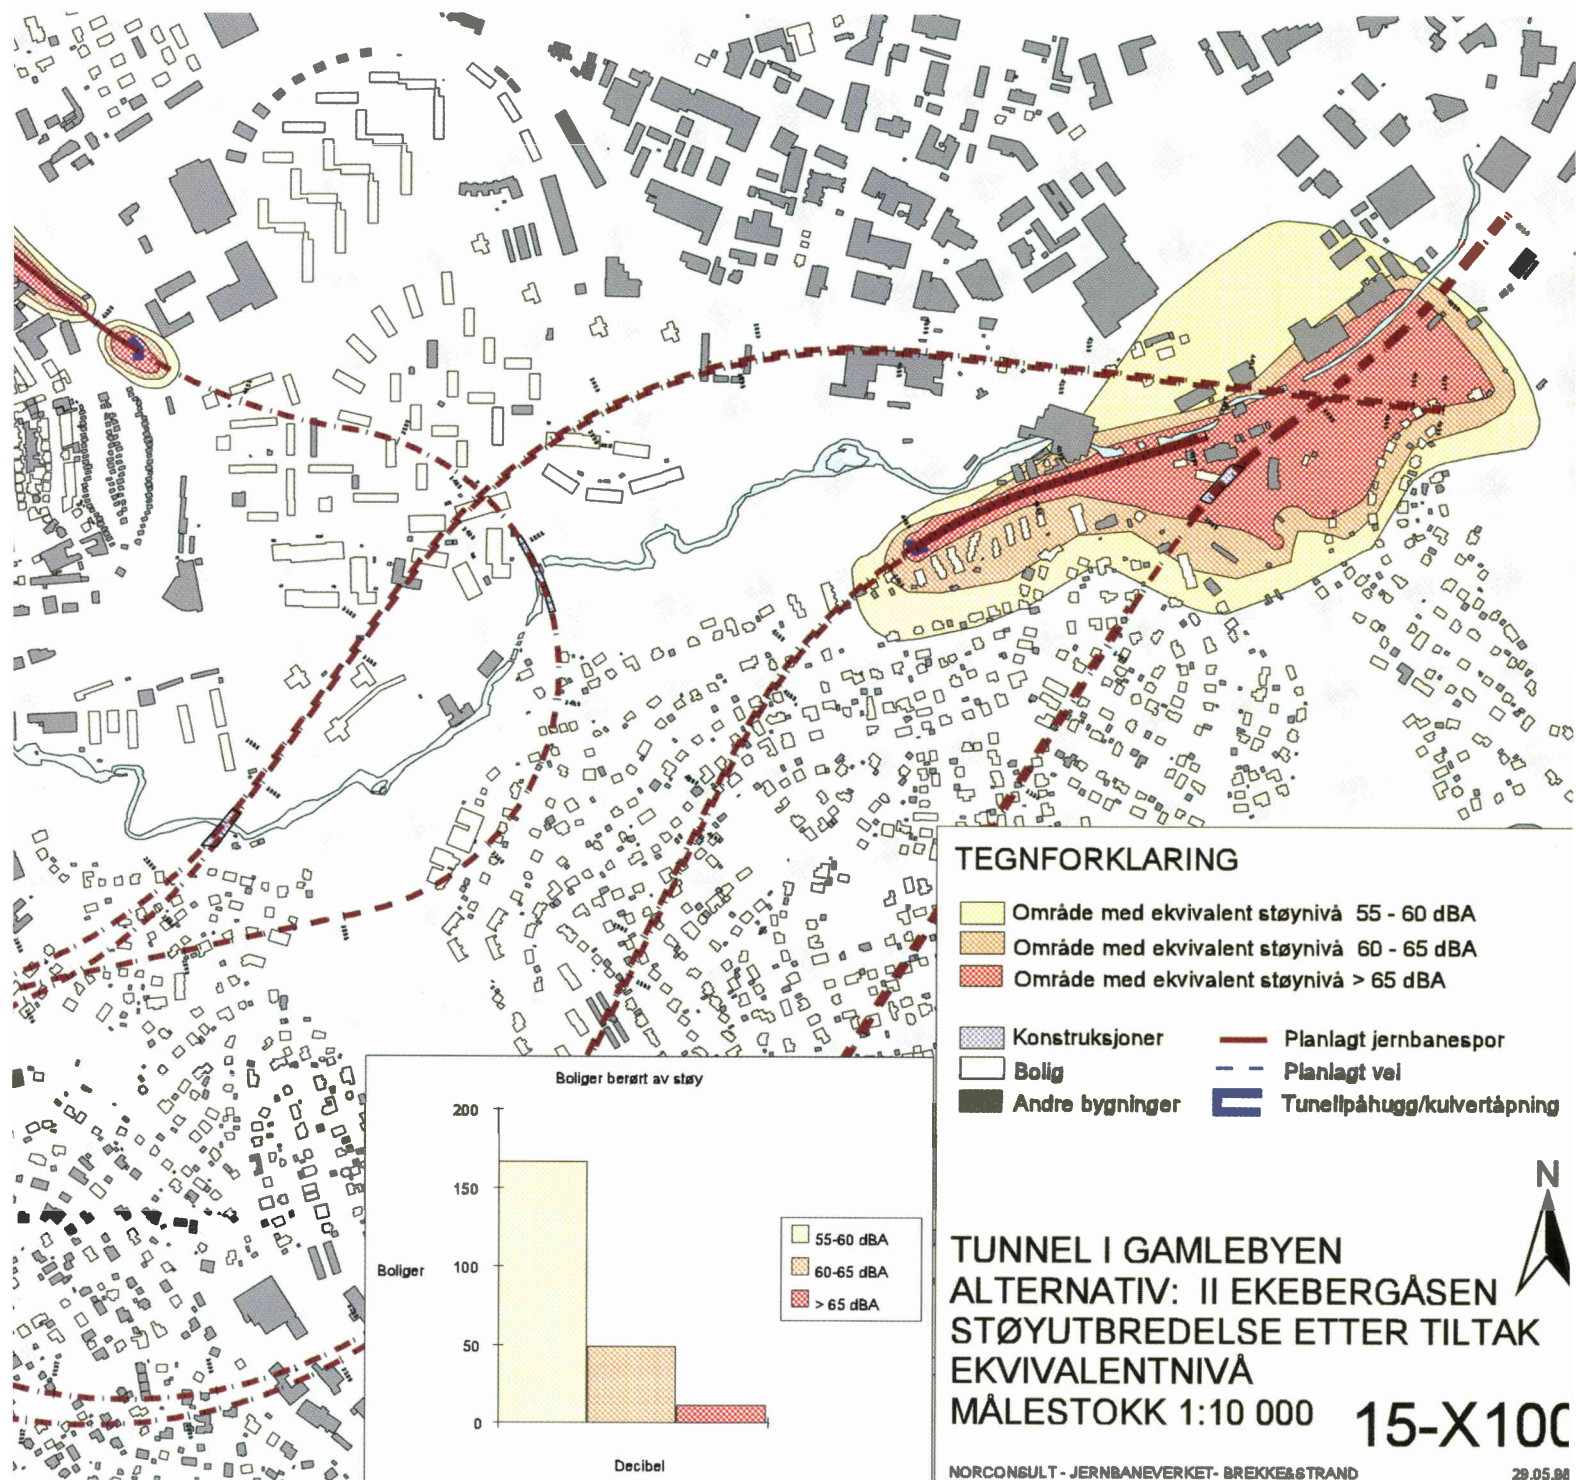 TEGNFORKLARING
Område med ekvivalent støynivå 55 - 60 dBA
Område med ekvivalent støynivå 60 - 65 dBA
Område med ekvivalent støynivå > 65 dBA
Konstruksjoner
Planlagt jernbanespor
Bolig
Planlagt vei
Andre bygninger
Tunellpåhugg/kulvertåpning
Boliger berørt av støy
200
150
100
50
0
Boliger
Decibel
55-60 dBA
60-65 dBA
> 65 dBA
N
TUNNEL I GAMLEBYEN
ALTERNATIV: II EKEBERGÅSEN
STØYUTBREDELSE ETTER TILTAK
EKVIVALENTNIVÅ
MÅLESTOKK 1:10 000
15-X100
NORCONSULT - JERNBANEVERKET- BREKKE&STRAND
29.05.98